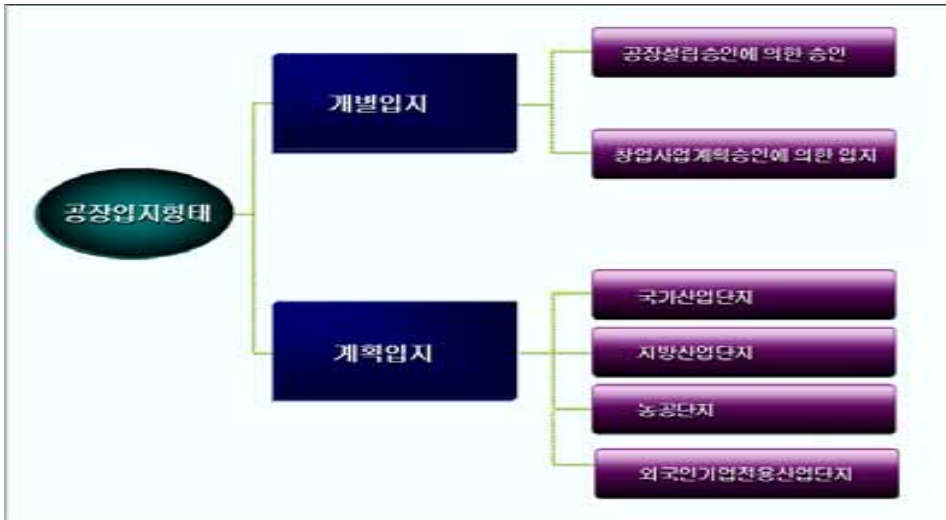 공장입지형태
개별입지
공장설립승인에 의한 승인
창업사업계획승인에 의한 입지
계획입지
국가산업단지
지방산업단지
농공단지
외국인기업전용산업단지